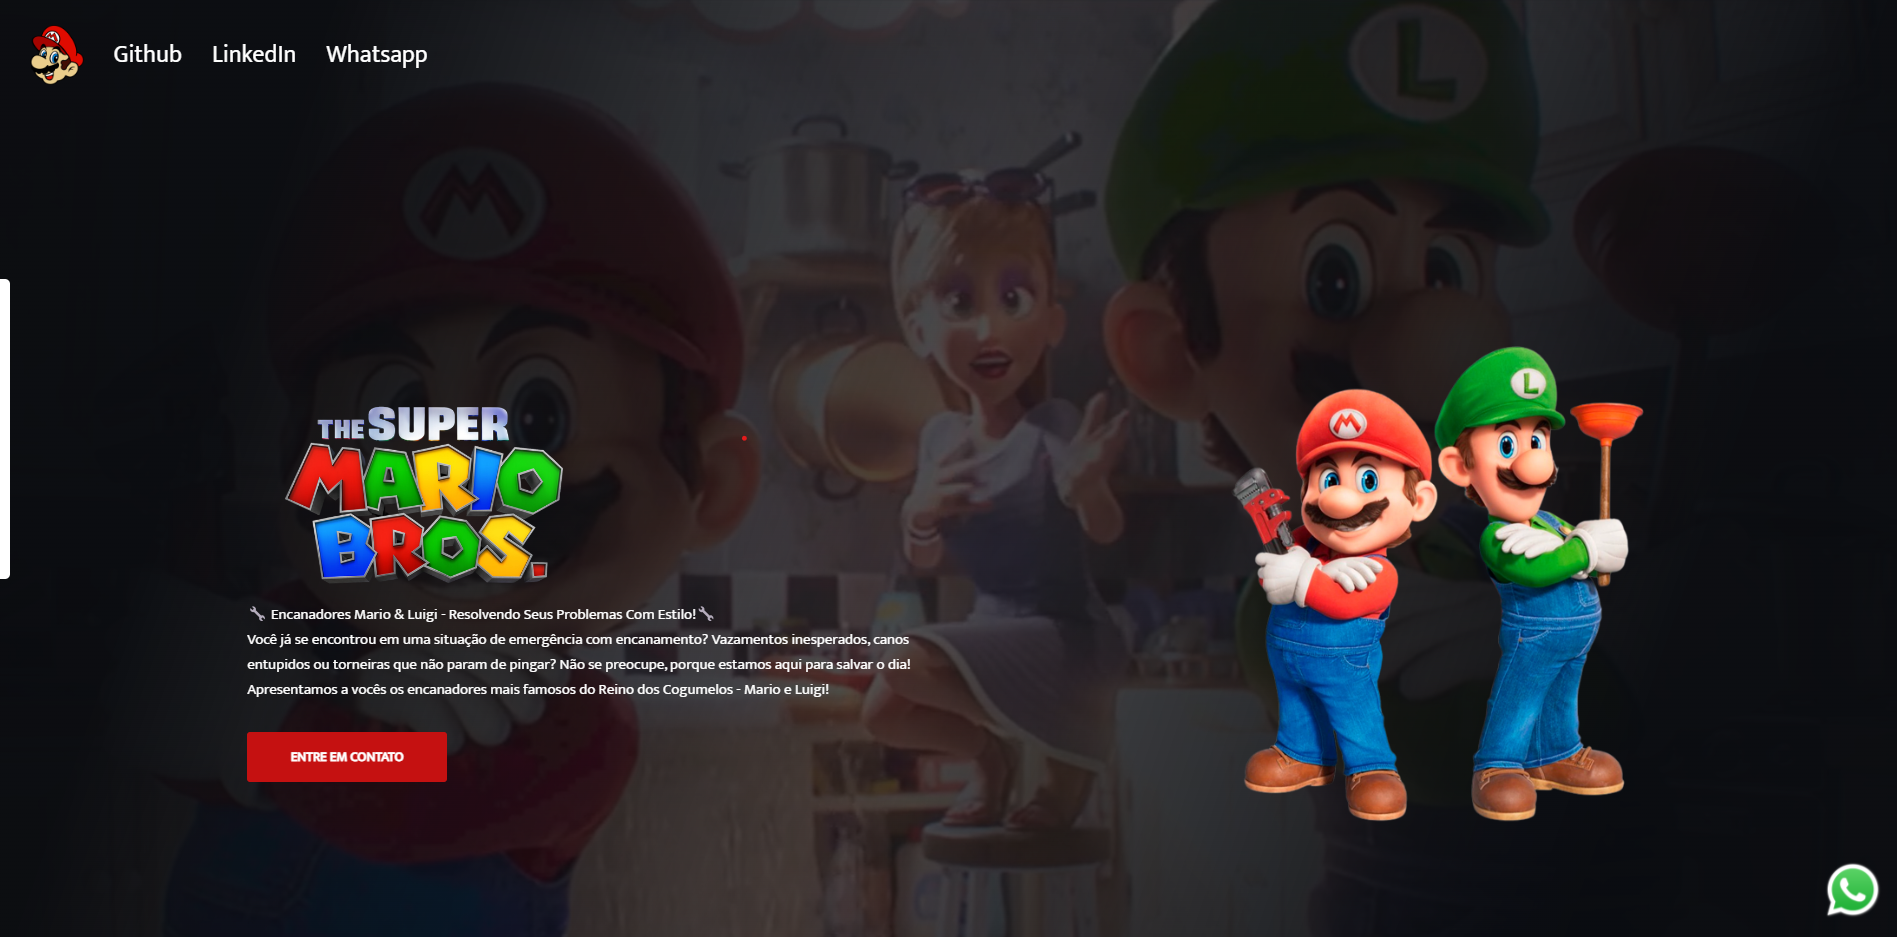 Github LinkedIn Whatsapp
M
L
THE SUPER
MARIO
BROS.
M
L
🔧 Encanadores Mario & Luigi - Resolvendo Seus Problemas Com Estilo!🔧
Você já se encontrou em uma situação de emergência com encanamento? Vazamentos inesperados, canos
entupidos ou torneiras que não param de pingar? Não se preocupe, porque estamos aqui para salvar o dia!
Apresentamos a vocês os encanadores mais famosos do Reino dos Cogumelos - Mario e Luigi!
ENTRE EM CONTATO